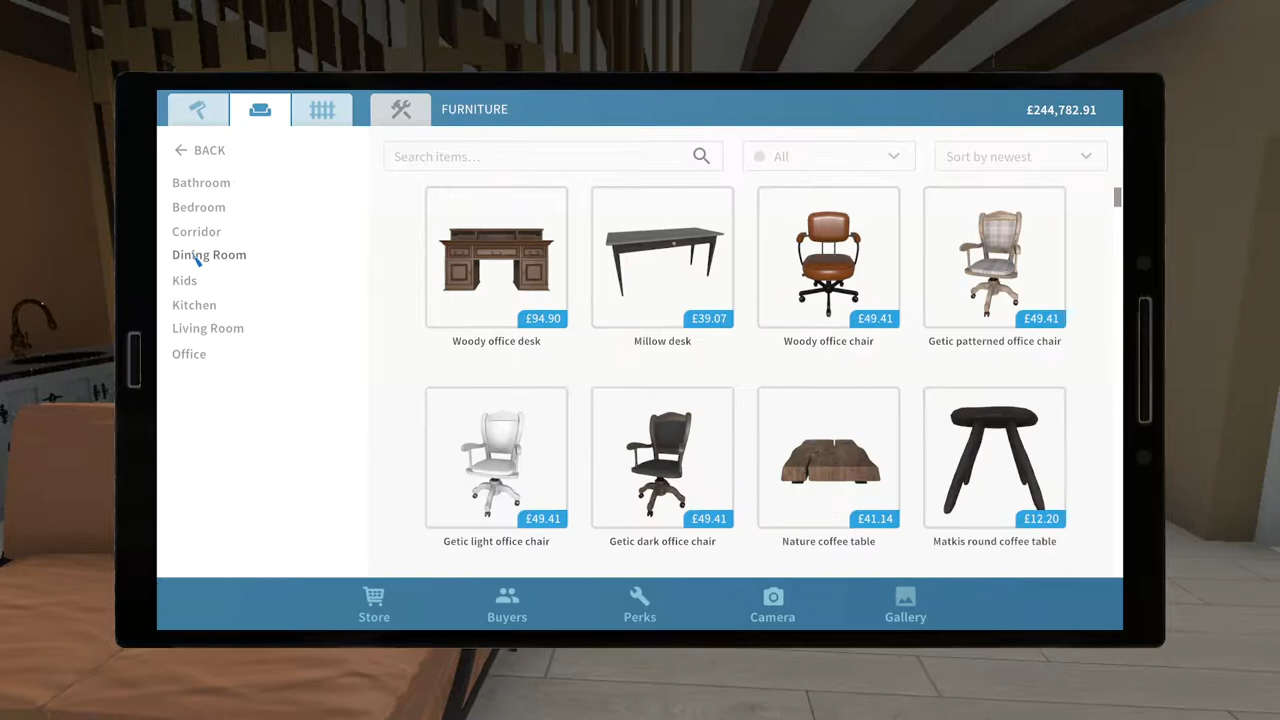 FURNITURE
£244,782.91
BACK
Bathroom
Bedroom
Corridor
Dining Room
Kids
Kitchen
Living Room
Office
Search items...
All
Sort by newest
£94.90
£39.07
£49.41
£49.41
Woody office desk
Millow desk
Woody office chair
Getic patterned office chair
£49.41
£49.41
£41.14
£12.20
Getic light office chair
Getic dark office chair
Nature coffee table
Matkis round coffee table
Store
Buyers
Perks
Camera
Gallery